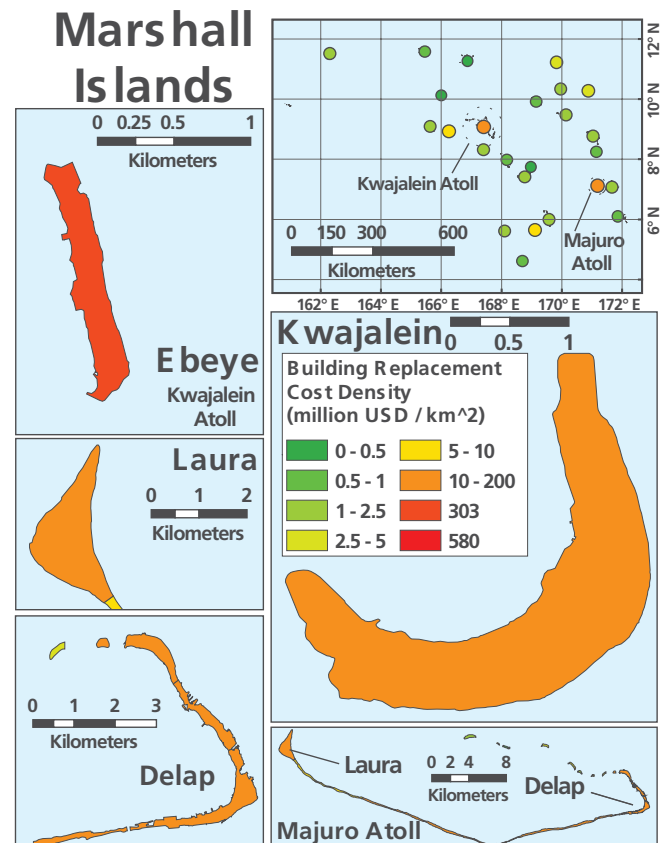 Marshall
Islands
0 0.25 0.5 1
Kilometers
Ebeye
Kwajalein
Atoll
Laura
0 1 2
Kilometers
0 1 2 3
Kilometers
Delap
12° N
10° N
8° N
6° N
Kwajalein Atoll
Majuro
Atoll
0 150 300 600
Kilometers
162° E 164° E 166° E 168° E 170° E 172° E
Kwajalein
0 0.5 1
Building Replacement
Cost Density
(million USD / km^2)
0 - 0.5 5 - 10
0.5 - 1 10 - 200
1 - 2.5 303
2.5 - 5 580
Laura
0 2 4 8
Kilometers
Delap
Majuro Atoll